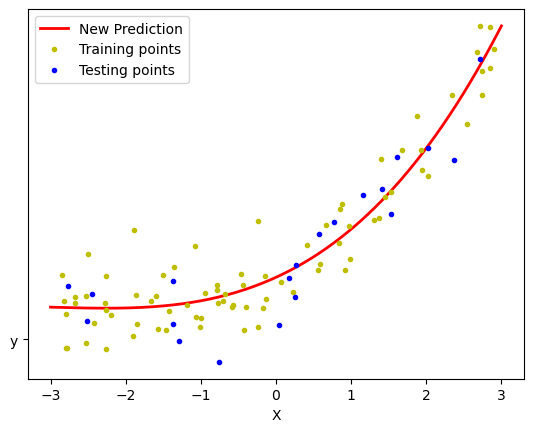 New Prediction
Training points
Testing points
y
−3 −2 −1 0 1 2 3
X